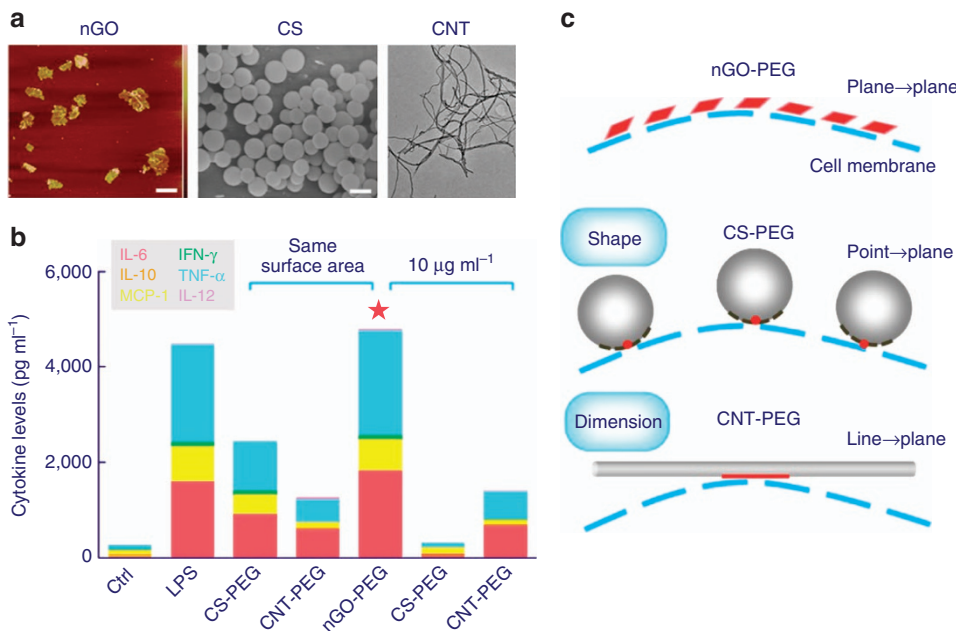 a
nGO
CS
CNT
b
IL-6
IFN-γ
IL-10
TNF-α
MCP-1
IL-12
Same
surface area
10 μg ml⁻¹
Cytokine levels (pg ml⁻¹)
6,000
4,000
2,000
0
Ctrl
LPS
CS-PEG
CNT-PEG
nGO-PEG
CS-PEG
CNT-PEG
c
nGO-PEG
Plane→plane
Cell membrane
Shape
CS-PEG
Point→plane
Dimension
CNT-PEG
Line→plane